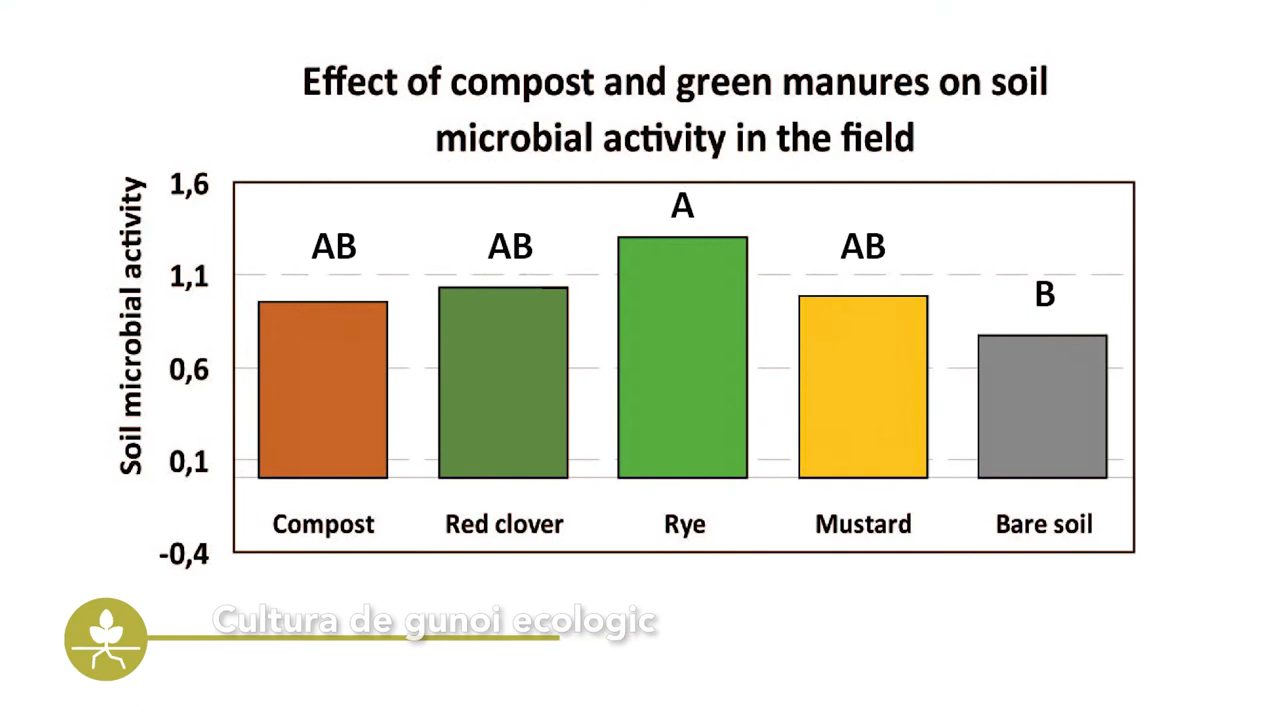 Effect of compost and green manures on soil
microbial activity in the field
Soil microbial activity
1,6
1,1
0,6
0,1
-0,4
AB
AB
A
AB
B
Compost
Red clover
Rye
Mustard
Bare soil
Cultura de gunoi ecologic